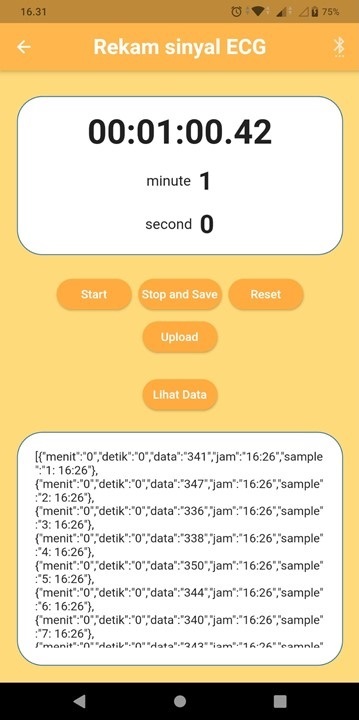 16.31
75%
Rekam sinyal ECG
00:01:00.42
minute 1
second 0
Start
Stop and Save
Reset
Upload
Lihat Data
[{"menit":"0","detik":"0","data":"341","jam":"16:26","sample
":"1: 16:26"},
{"menit":"0","detik":"0","data":"347","jam":"16:26","sample
":"2: 16:26"},
{"menit":"0","detik":"0","data":"336","jam":"16:26","sample
":"3: 16:26"},
{"menit":"0","detik":"0","data":"338","jam":"16:26","sample
":"4: 16:26"},
{"menit":"0","detik":"0","data":"350","jam":"16:26","sample
":"5: 16:26"},
{"menit":"0","detik":"0","data":"344","jam":"16:26","sample
":"6: 16:26"},
{"menit":"0","detik":"0","data":"340","jam":"16:26","sample
":"7: 16:26"},
{"menit":"0","detik":"0","data":"343","jam":"16:26","sample